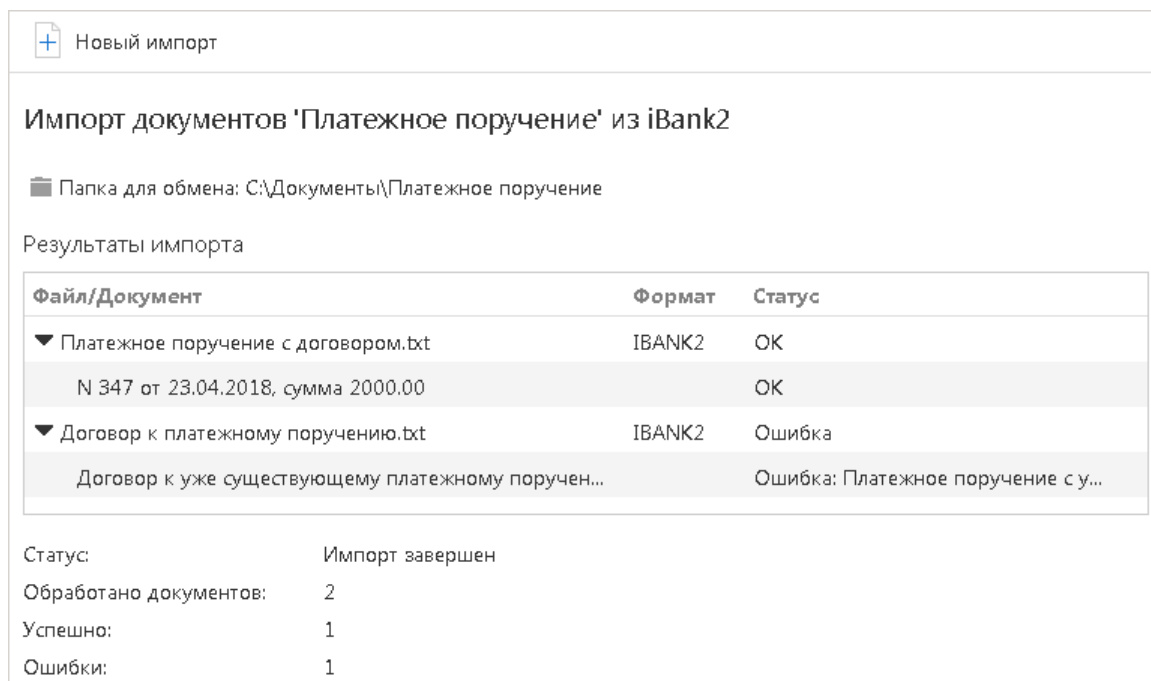 Новый импорт
Импорт документов 'Платежное поручение' из iBank2
Папка для обмена: C:\Документы\Платежное поручение
Результаты импорта
Файл/Документ Формат Статус
Платежное поручение с договором.txt IBANK2 OK
N 347 от 23.04.2018, сумма 2000.00 OK
Договор к платежному поручению.txt IBANK2 Ошибка
Договор к уже существующему платежному поручен... Ошибка: Платежное поручение с у...
Статус: Импорт завершен
Обработано документов: 2
Успешно: 1
Ошибки: 1